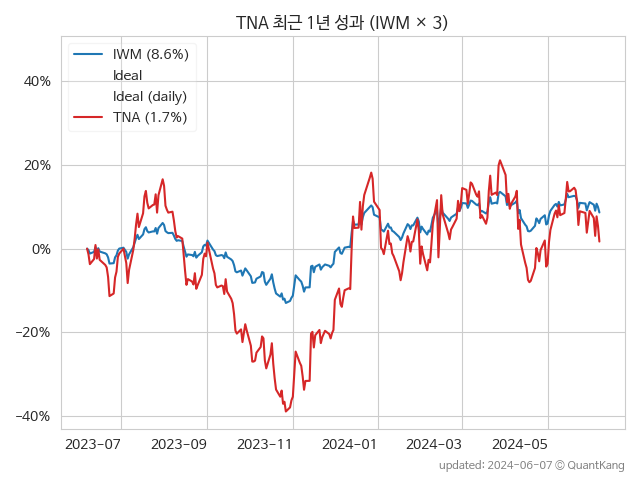 TNA 최근 1년 성과 (IWM × 3)
IWM (8.6%)
Ideal
Ideal (daily)
TNA (1.7%)
40%
20%
0%
−20%
−40%
2023-07
2023-09
2023-11
2024-01
2024-03
2024-05
updated: 2024-06-07 © QuantKang